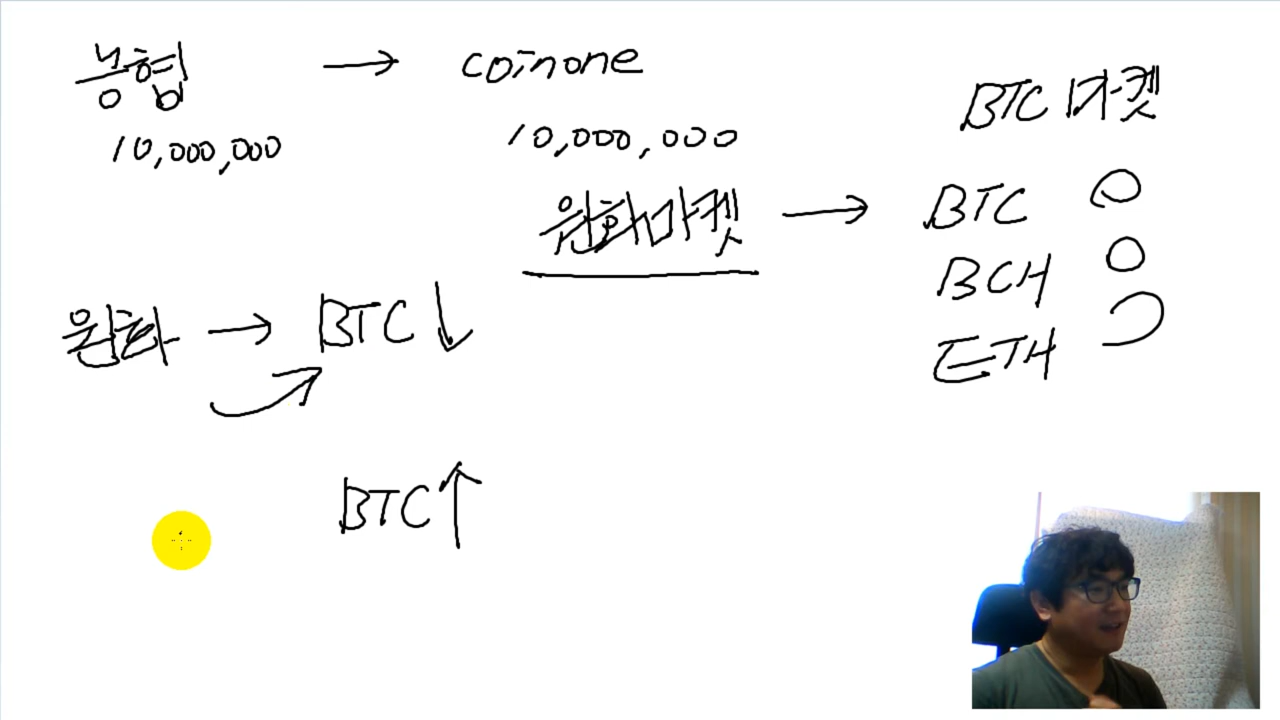 농협 → coinone
10,000,000
10,000,000
원화마켓 →
BTC 마켓
BTC O
BCH O
ETH
원화 → BTC ↓
BTC ↑